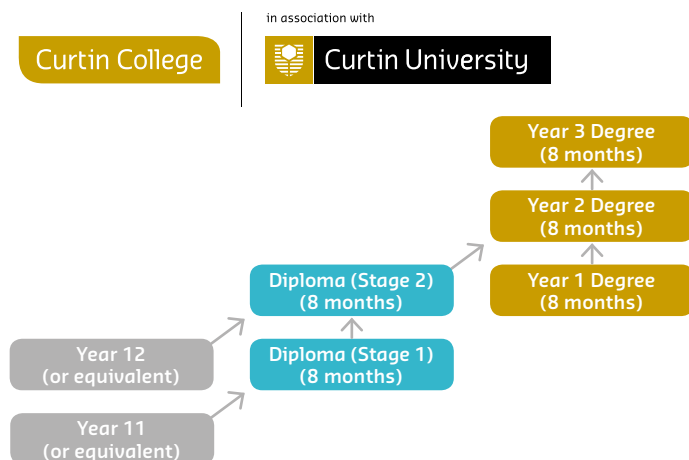 in association with
Curtin College
Curtin University
Year 3 Degree
(8 months)
Year 2 Degree
(8 months)
Diploma (Stage 2)
(8 months)
Year 1 Degree
(8 months)
Year 12
(or equivalent)
Diploma (Stage 1)
(8 months)
Year 11
(or equivalent)